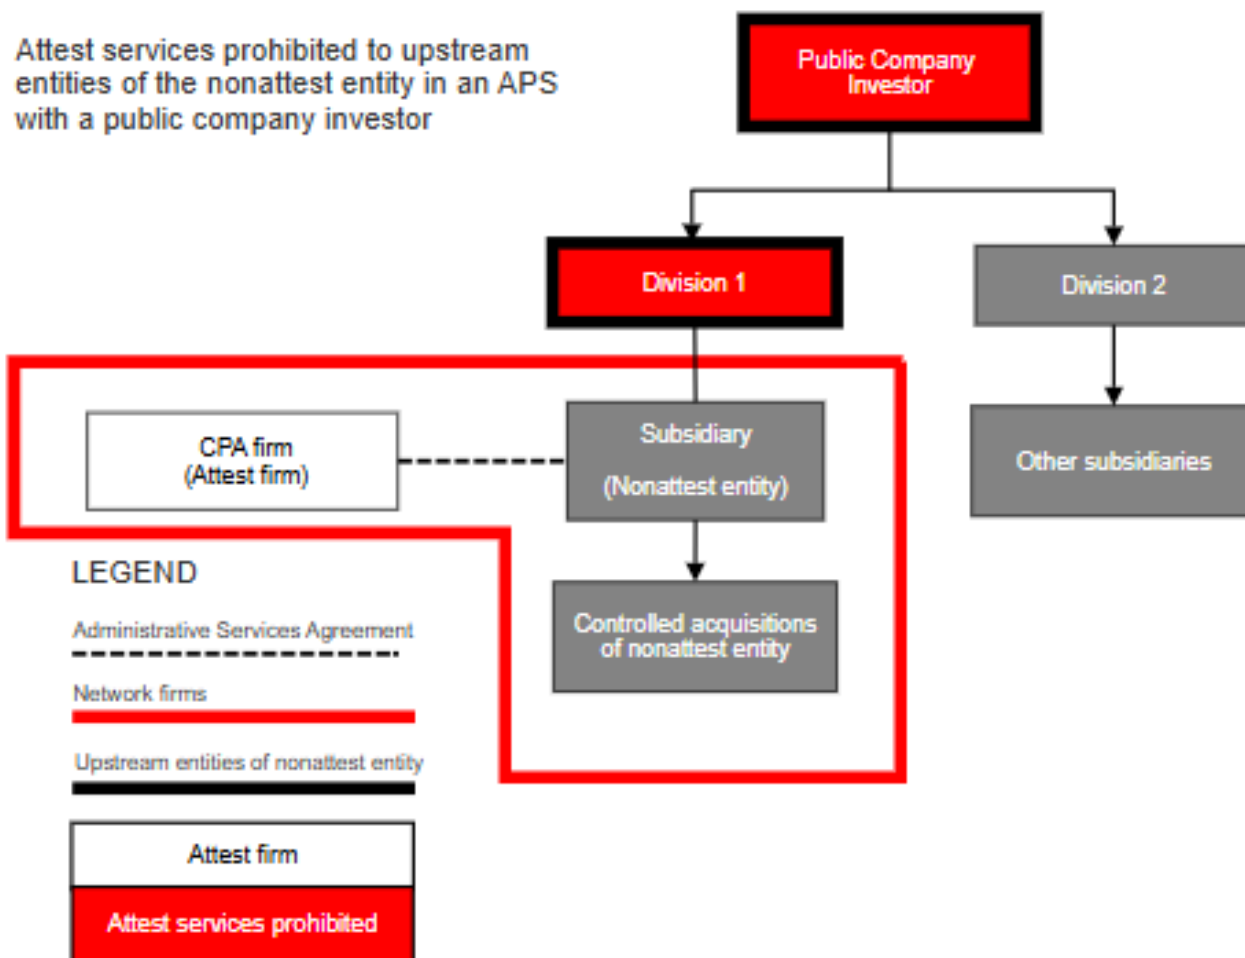 Attest services prohibited to upstream
entities of the nonattest entity in an APS
with a public company investor
Public Company
Investor
Division 1
Division 2
CPA firm
(Attest firm)
Subsidiary
(Nonattest entity)
Other subsidiaries
Controlled acquisitions
of nonattest entity
LEGEND
Administrative Services Agreement
Network firms
Upstream entities of nonattest entity
Attest firm
Attest services prohibited